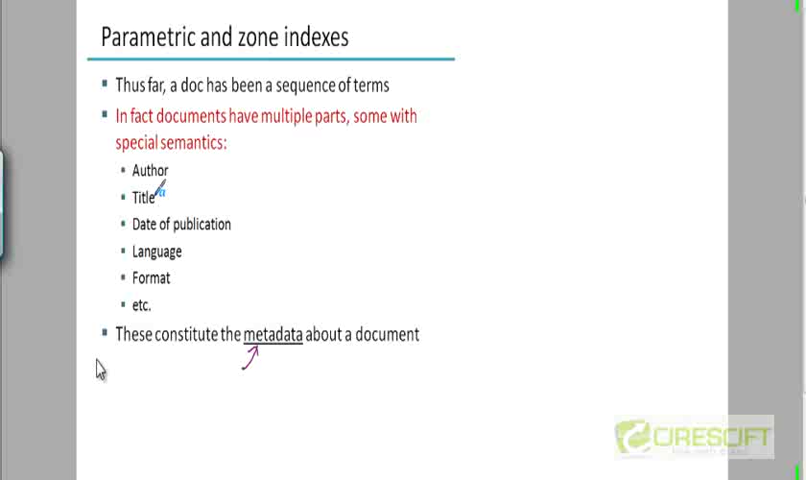 Parametric and zone indexes
Thus far, a doc has been a sequence of terms
In fact documents have multiple parts, some with
special semantics:
Author
Title
Date of publication
Language
Format
etc.
These constitute the metadata about a document